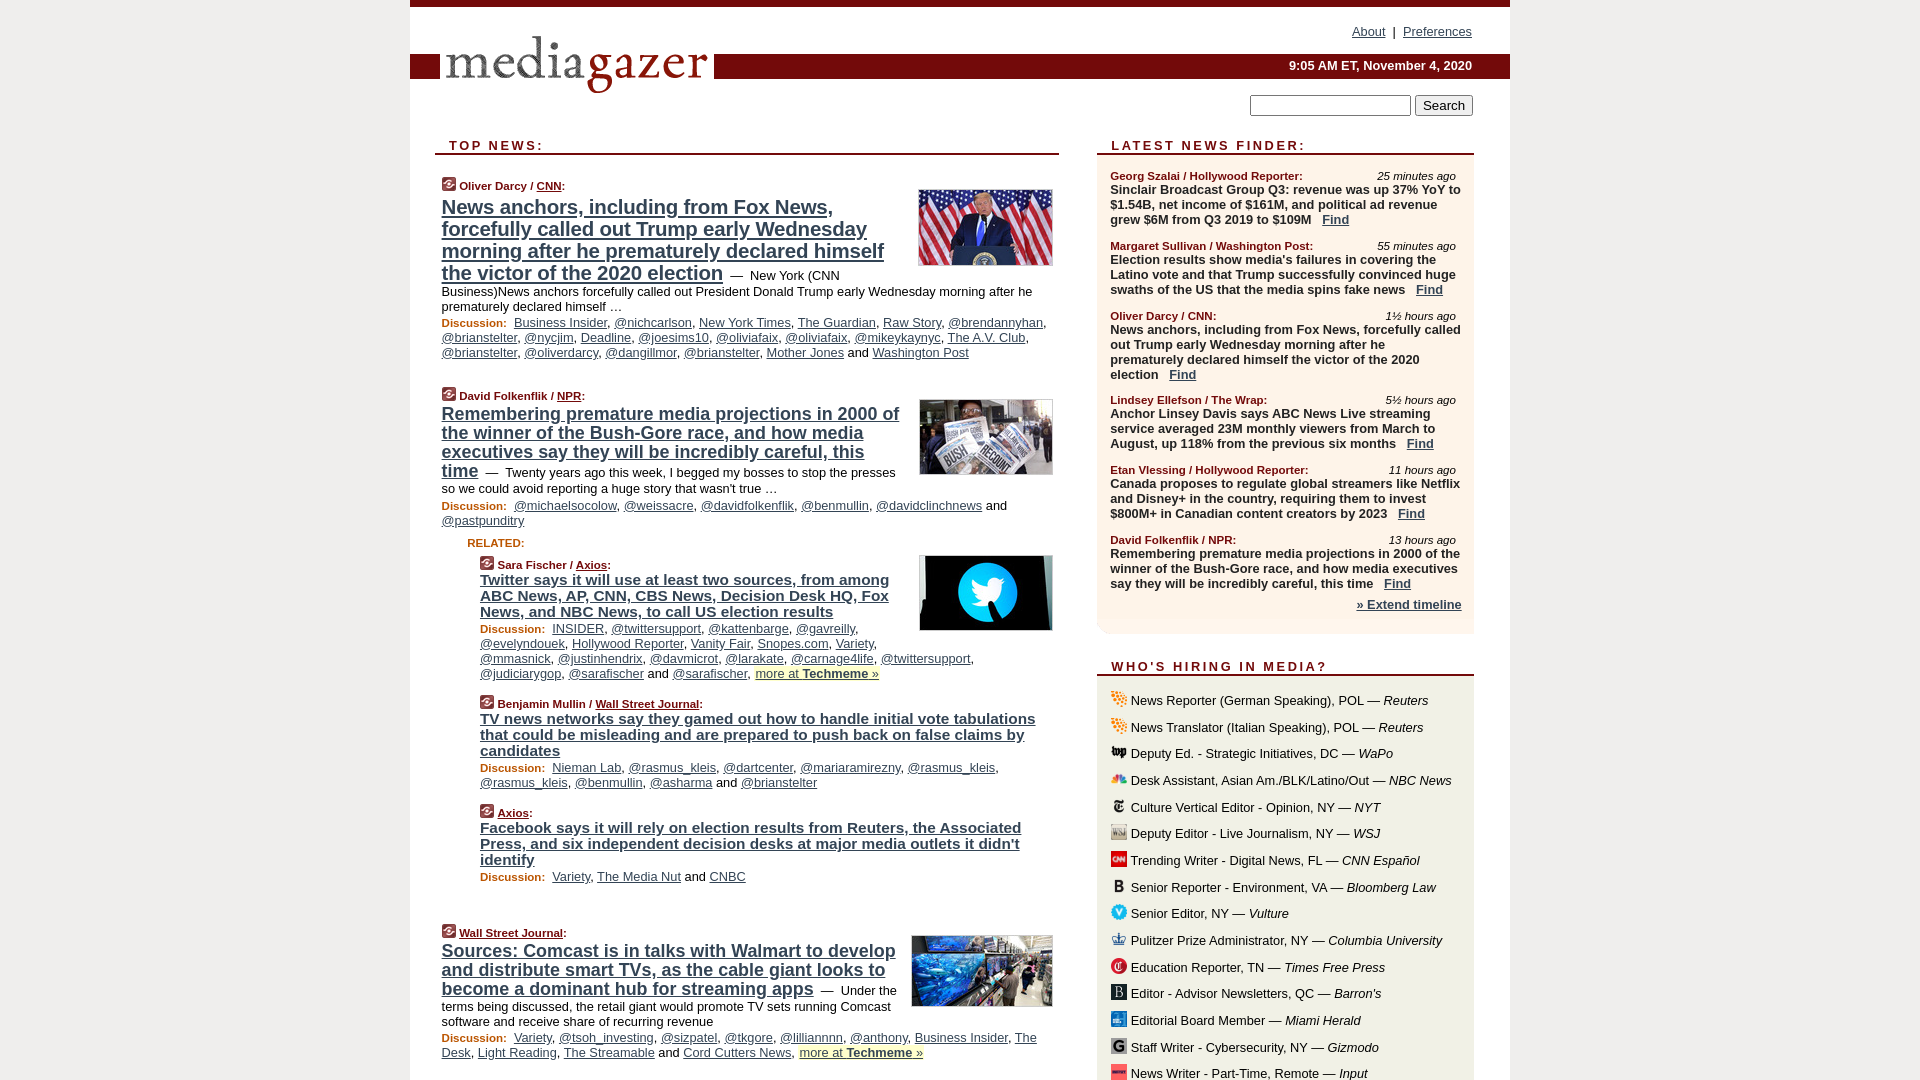 About | Preferences
mediagazer
9:05 AM ET, November 4, 2020
Search
TOP NEWS:
Oliver Darcy / CNN:
News anchors, including from Fox News,
forcefully called out Trump early Wednesday
morning after he prematurely declared himself
the victor of the 2020 election — New York (CNN
Business)News anchors forcefully called out President Donald Trump early Wednesday morning after he
prematurely declared himself …
Discussion: Business Insider, @nichcarlson, New York Times, The Guardian, Raw Story, @brendannyhan,
@brianstelter, @nycjim, Deadline, @joesims10, @oliviafaix, @oliviafaix, @mikeykaynyc, The A.V. Club,
@brianstelter, @oliverdarcy, @dangillmor, @brianstelter, Mother Jones and Washington Post
David Folkenflik / NPR:
Remembering premature media projections in 2000 of
the winner of the Bush-Gore race, and how media
executives say they will be incredibly careful, this
time — Twenty years ago this week, I begged my bosses to stop the presses
so we could avoid reporting a huge story that wasn't true …
Discussion: @michaelsocolow, @weissacre, @davidfolkenflik, @benmullin, @davidclinchnews and
@pastpunditry
RELATED:
Sara Fischer / Axios:
Twitter says it will use at least two sources, from among
ABC News, AP, CNN, CBS News, Decision Desk HQ, Fox
News, and NBC News, to call US election results
Discussion: INSIDER, @twittersupport, @kattenbarge, @gavreilly,
@evelyndouek, Hollywood Reporter, Vanity Fair, Snopes.com, Variety,
@mmasnick, @justinhendrix, @davmicrot, @larakate, @carnage4life, @twittersupport,
@judiciarygop, @sarafischer and @sarafischer, more at Techmeme »
Benjamin Mullin / Wall Street Journal:
TV news networks say they gamed out how to handle initial vote tabulations
that could be misleading and are prepared to push back on false claims by
candidates
Discussion: Nieman Lab, @rasmus_kleis, @dartcenter, @mariaramirezny, @rasmus_kleis,
@rasmus_kleis, @benmullin, @asharma and @brianstelter
Axios:
Facebook says it will rely on election results from Reuters, the Associated
Press, and six independent decision desks at major media outlets it didn't
identify
Discussion: Variety, The Media Nut and CNBC
Wall Street Journal:
Sources: Comcast is in talks with Walmart to develop
and distribute smart TVs, as the cable giant looks to
become a dominant hub for streaming apps — Under the
terms being discussed, the retail giant would promote TV sets running Comcast
software and receive share of recurring revenue
Discussion: Variety, @tsoh_investing, @sizpatel, @tkgore, @lilliannnn, @anthony, Business Insider, The
Desk, Light Reading, The Streamable and Cord Cutters News, more at Techmeme »
LATEST NEWS FINDER:
Georg Szalai / Hollywood Reporter: 25 minutes ago
Sinclair Broadcast Group Q3: revenue was up 37% YoY to
$1.54B, net income of $161M, and political ad revenue
grew $6M from Q3 2019 to $109M Find
Margaret Sullivan / Washington Post: 55 minutes ago
Election results show media's failures in covering the
Latino vote and that Trump successfully convinced huge
swaths of the US that the media spins fake news Find
Oliver Darcy / CNN: 1½ hours ago
News anchors, including from Fox News, forcefully called
out Trump early Wednesday morning after he
prematurely declared himself the victor of the 2020
election Find
Lindsey Ellefson / The Wrap: 5½ hours ago
Anchor Linsey Davis says ABC News Live streaming
service averaged 23M monthly viewers from March to
August, up 118% from the previous six months Find
Etan Vlessing / Hollywood Reporter: 11 hours ago
Canada proposes to regulate global streamers like Netflix
and Disney+ in the country, requiring them to invest
$800M+ in Canadian content creators by 2023 Find
David Folkenflik / NPR: 13 hours ago
Remembering premature media projections in 2000 of the
winner of the Bush-Gore race, and how media executives
say they will be incredibly careful, this time Find
» Extend timeline
WHO'S HIRING IN MEDIA?
News Reporter (German Speaking), POL — Reuters
News Translator (Italian Speaking), POL — Reuters
Deputy Ed. - Strategic Initiatives, DC — WaPo
Desk Assistant, Asian Am./BLK/Latino/Out — NBC News
Culture Vertical Editor - Opinion, NY — NYT
Deputy Editor - Live Journalism, NY — WSJ
Trending Writer - Digital News, FL — CNN Español
Senior Reporter - Environment, VA — Bloomberg Law
Senior Editor, NY — Vulture
Pulitzer Prize Administrator, NY — Columbia University
Education Reporter, TN — Times Free Press
Editor - Advisor Newsletters, QC — Barron's
Editorial Board Member — Miami Herald
Staff Writer - Cybersecurity, NY — Gizmodo
News Writer - Part-Time, Remote — Input